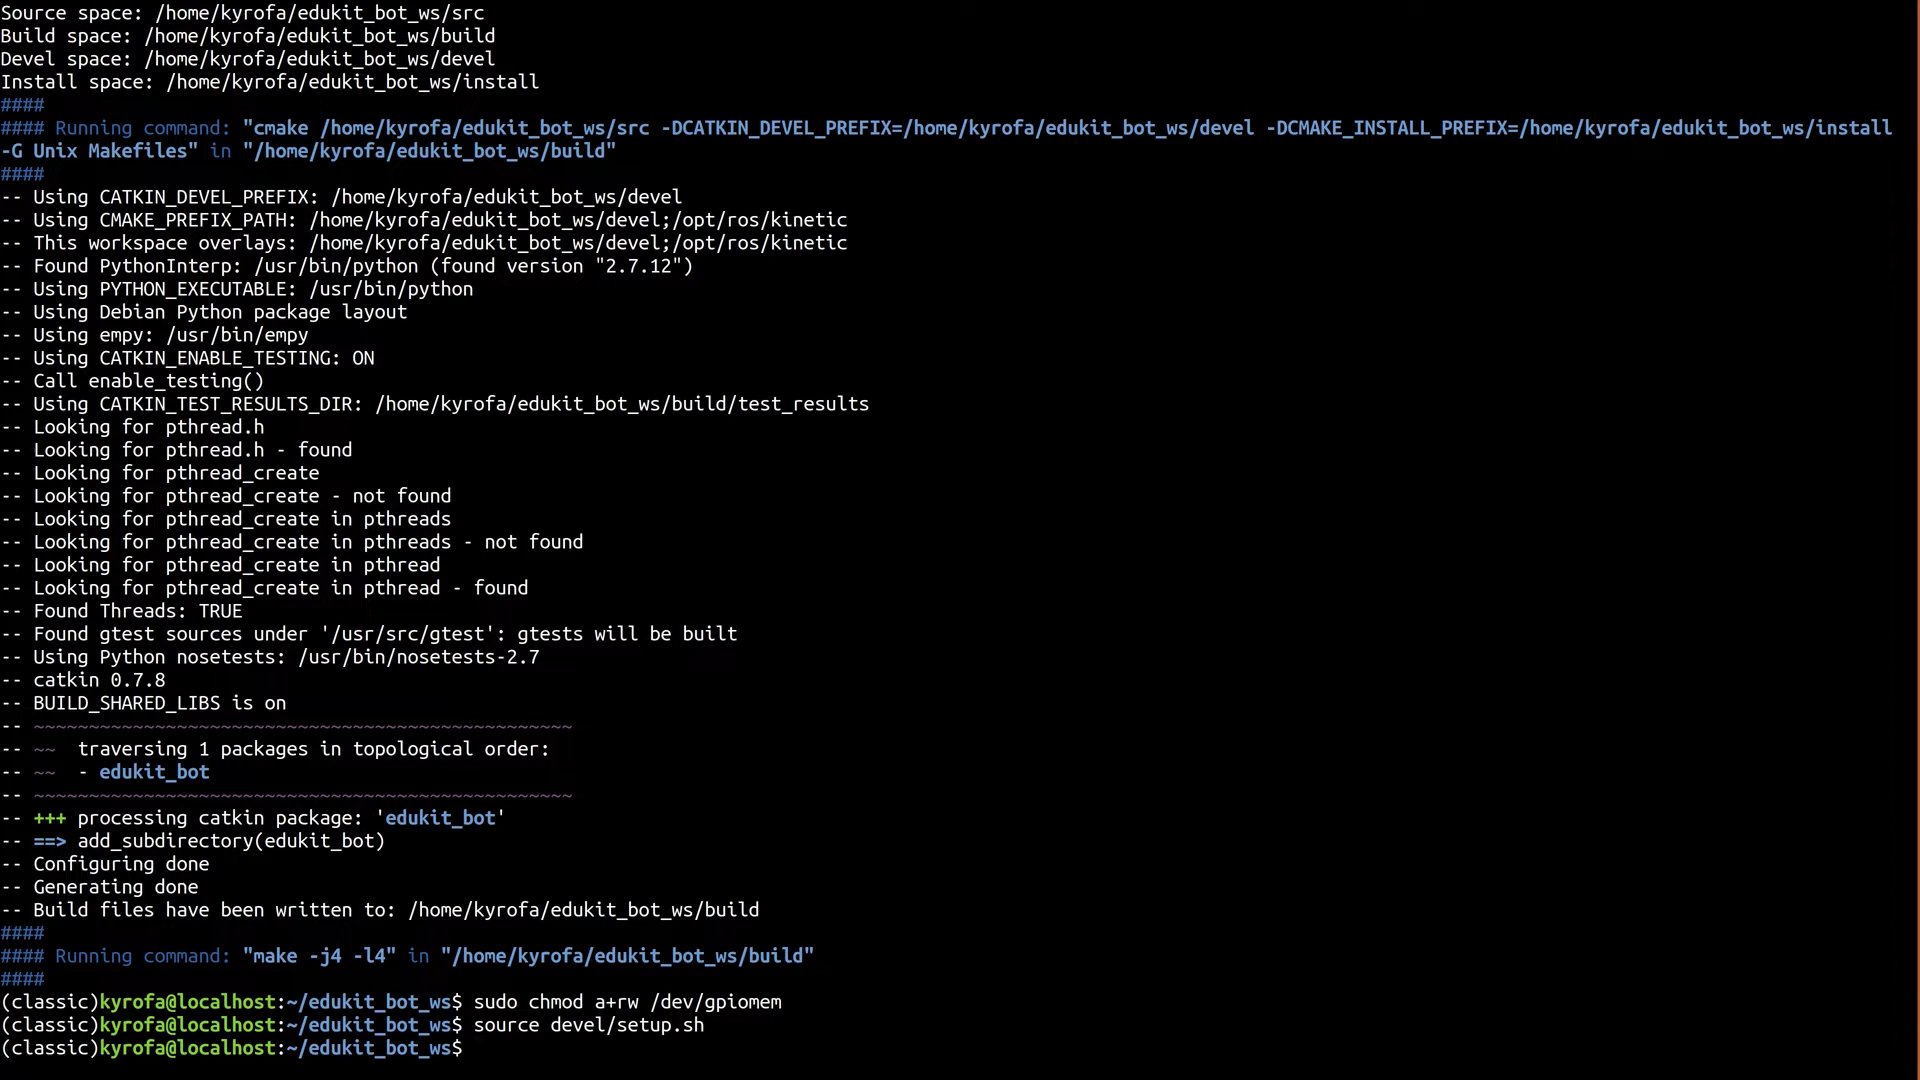 Source space: /home/kyrofa/edukit_bot_ws/src
Build space: /home/kyrofa/edukit_bot_ws/build
Devel space: /home/kyrofa/edukit_bot_ws/devel
Install space: /home/kyrofa/edukit_bot_ws/install
####
#### Running command: "cmake /home/kyrofa/edukit_bot_ws/src -DCATKIN_DEVEL_PREFIX=/home/kyrofa/edukit_bot_ws/devel -DCMAKE_INSTALL_PREFIX=/home/kyrofa/edukit_bot_ws/install
-G Unix Makefiles" in "/home/kyrofa/edukit_bot_ws/build"
####
-- Using CATKIN_DEVEL_PREFIX: /home/kyrofa/edukit_bot_ws/devel
-- Using CMAKE_PREFIX_PATH: /home/kyrofa/edukit_bot_ws/devel;/opt/ros/kinetic
-- This workspace overlays: /home/kyrofa/edukit_bot_ws/devel;/opt/ros/kinetic
-- Found PythonInterp: /usr/bin/python (found version "2.7.12")
-- Using PYTHON_EXECUTABLE: /usr/bin/python
-- Using Debian Python package layout
-- Using empy: /usr/bin/empy
-- Using CATKIN_ENABLE_TESTING: ON
-- Call enable_testing()
-- Using CATKIN_TEST_RESULTS_DIR: /home/kyrofa/edukit_bot_ws/build/test_results
-- Looking for pthread.h
-- Looking for pthread.h - found
-- Looking for pthread_create
-- Looking for pthread_create - not found
-- Looking for pthread_create in pthreads
-- Looking for pthread_create in pthreads - not found
-- Looking for pthread_create in pthread
-- Looking for pthread_create in pthread - found
-- Found Threads: TRUE
-- Found gtest sources under '/usr/src/gtest': gtests will be built
-- Using Python nosetests: /usr/bin/nosetests-2.7
-- catkin 0.7.8
-- BUILD_SHARED_LIBS is on
-- ~~~~~~~~~~~~~~~~~~~~~~~~~~~~~~~~~~~~~~~~~~~~~~~~~
-- ~~  traversing 1 packages in topological order:
-- ~~  - edukit_bot
-- ~~~~~~~~~~~~~~~~~~~~~~~~~~~~~~~~~~~~~~~~~~~~~~~~~
-- +++ processing catkin package: 'edukit_bot'
-- ==> add_subdirectory(edukit_bot)
-- Configuring done
-- Generating done
-- Build files have been written to: /home/kyrofa/edukit_bot_ws/build
####
#### Running command: "make -j4 -l4" in "/home/kyrofa/edukit_bot_ws/build"
####
(classic)kyrofa@localhost:~/edukit_bot_ws$ sudo chmod a+rw /dev/gpiomem
(classic)kyrofa@localhost:~/edukit_bot_ws$ source devel/setup.sh
(classic)kyrofa@localhost:~/edukit_bot_ws$